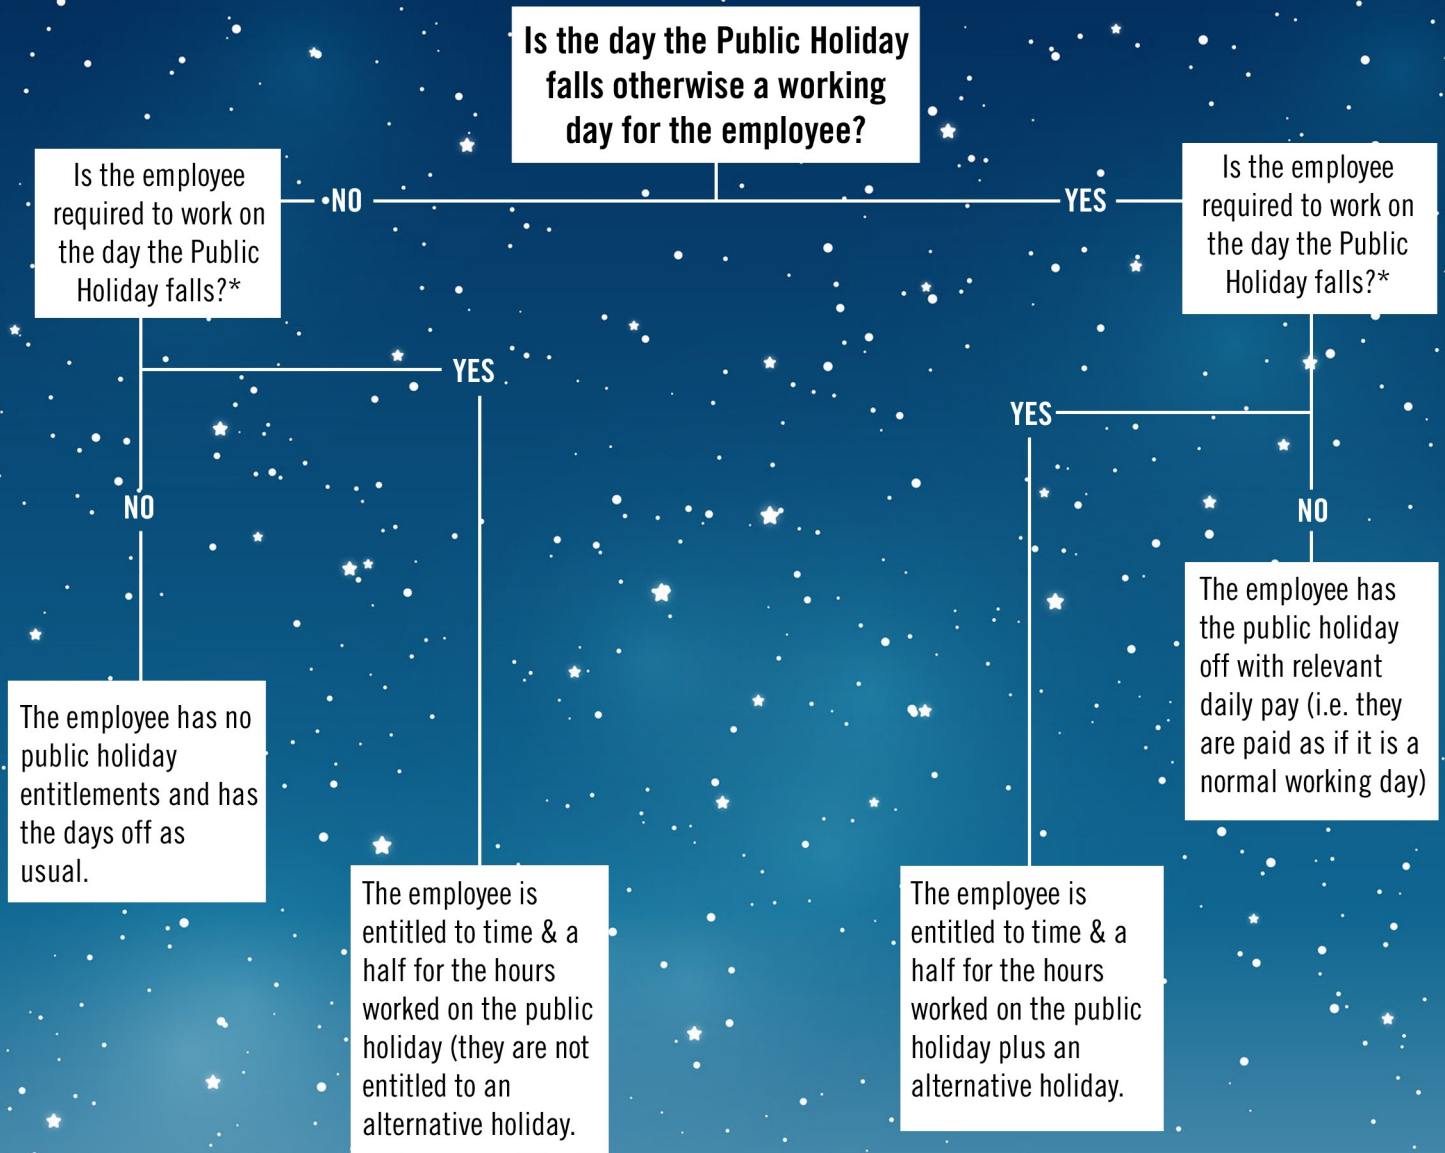 Is the day the Public Holiday
falls otherwise a working
day for the employee?
Is the employee
required to work on
the day the Public
Holiday falls?*
NO
YES
Is the employee
required to work on
the day the Public
Holiday falls?*
YES
NO
The employee has no
public holiday
entitlements and has
the days off as
usual.
The employee is
entitled to time & a
half for the hours
worked on the public
holiday (they are not
entitled to an
alternative holiday.
YES
NO
The employee is
entitled to time & a
half for the hours
worked on the public
holiday plus an
alternative holiday.
The employee has
the public holiday
off with relevant
daily pay (i.e. they
are paid as if it is a
normal working day)